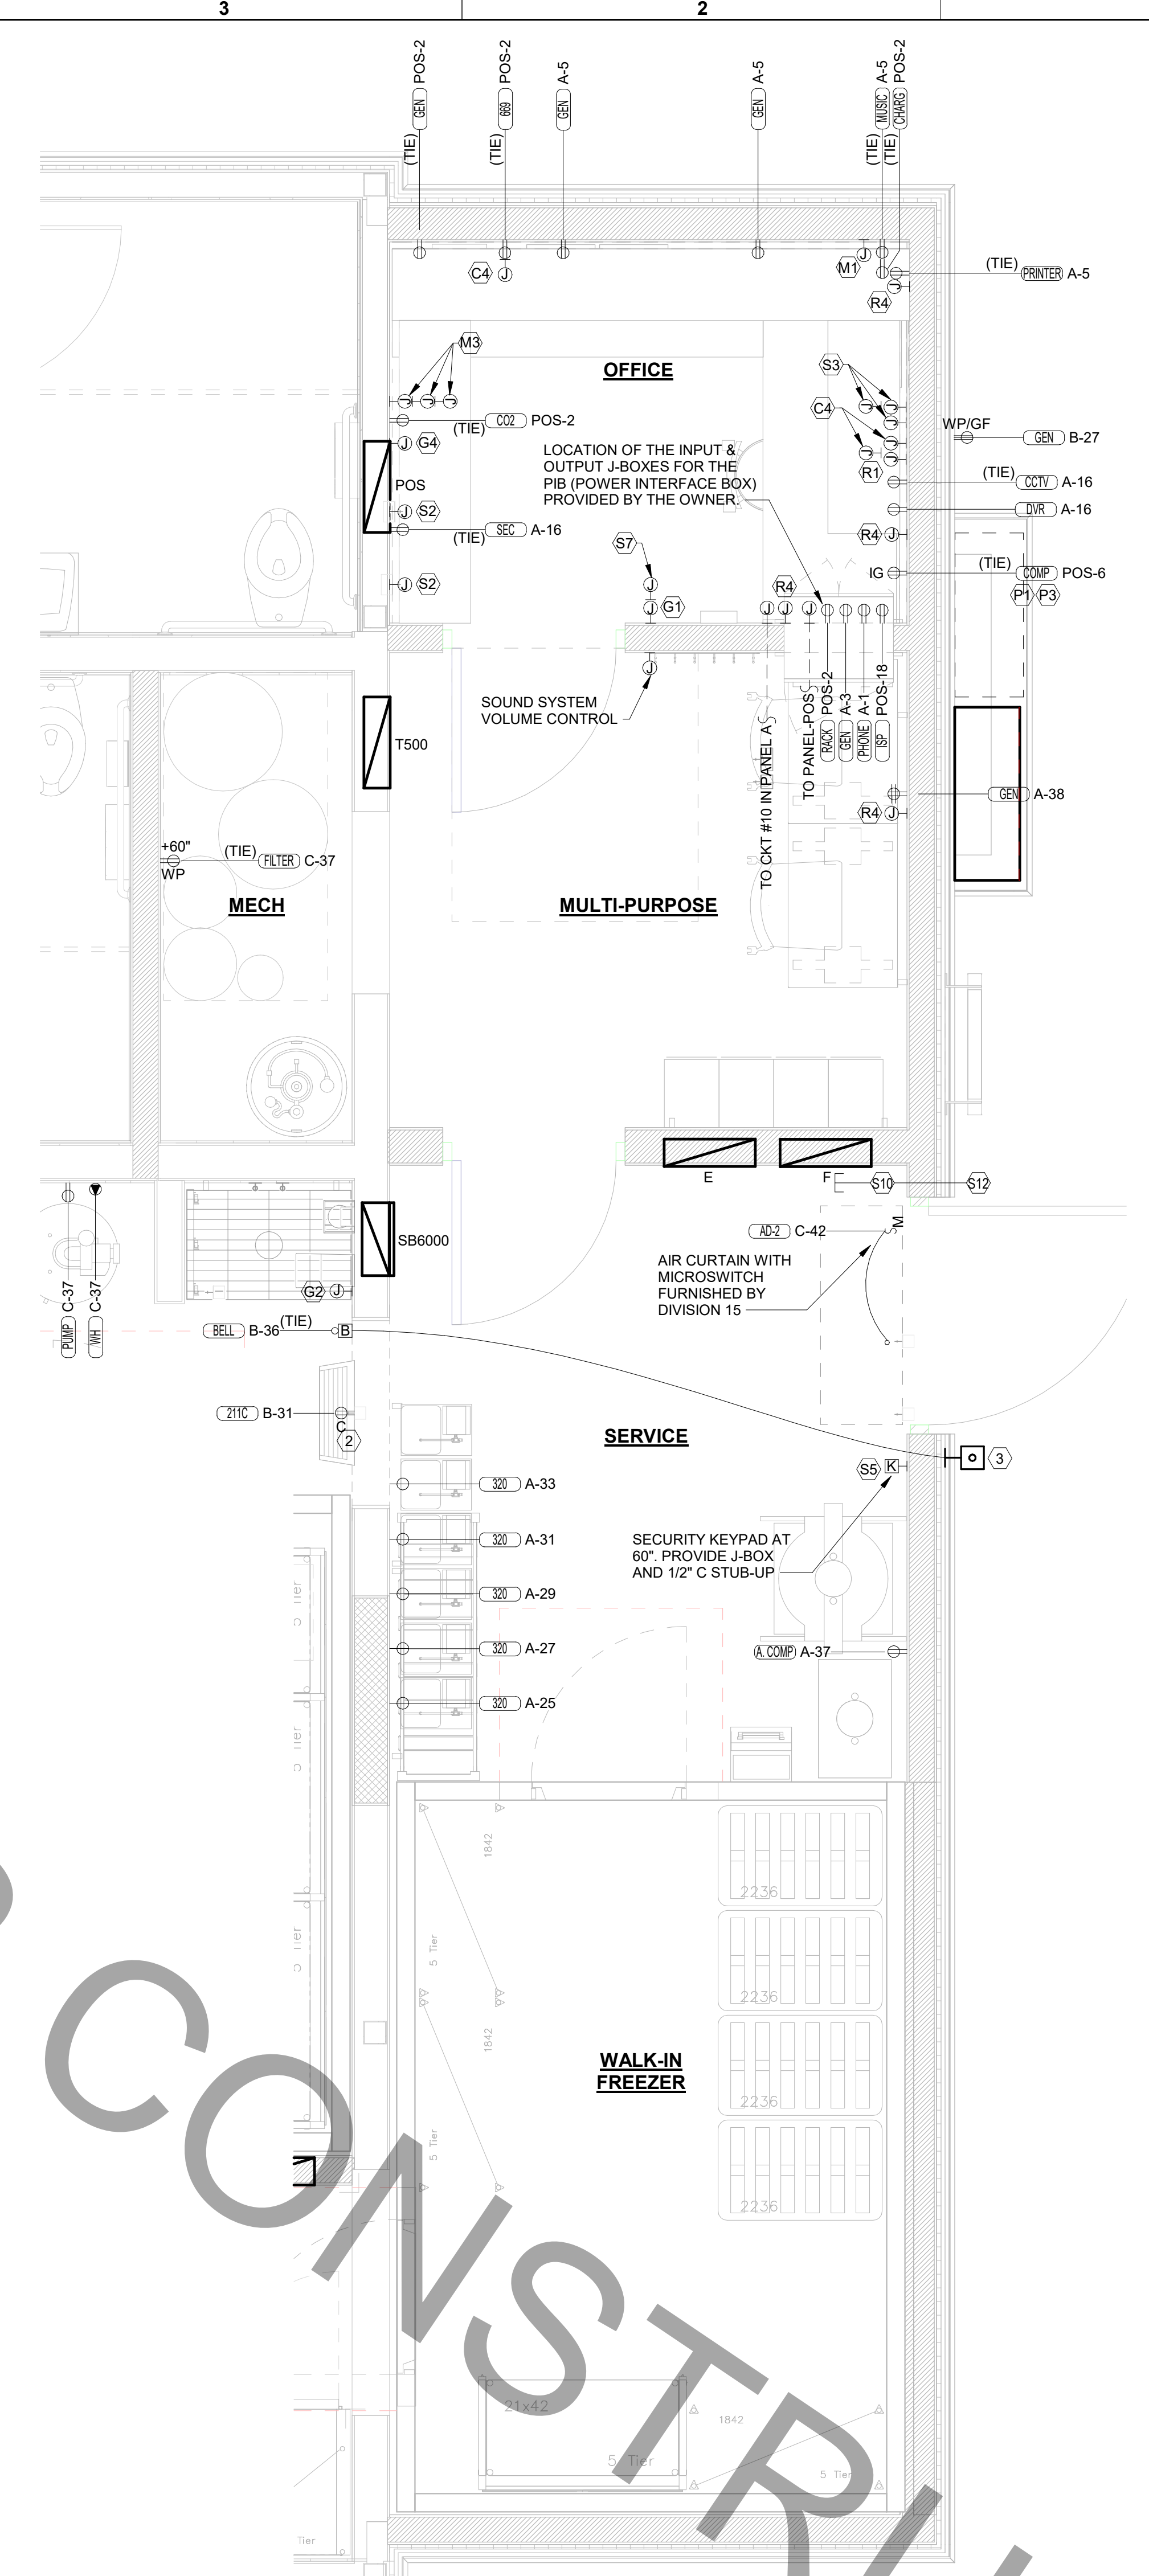 3
2
GEN POS-2
(TIE)
669 POS-2
(TIE)
GEN A-5
GEN A-5
MUSIC A-5
(TIE)
CHARG POS-2
(TIE)
C4
J
M1
J
R4
J
(TIE)
PRINTER A-5
M3
J
J
J
OFFICE
S3
J
J
J
C4
J
J
J
R1
CO2 POS-2
(TIE)
J
G4
POS
LOCATION OF THE INPUT &
OUTPUT J-BOXES FOR THE
PIB (POWER INTERFACE BOX)
PROVIDED BY THE OWNER.
WP/GF
GEN B-27
(TIE)
CCTV A-16
J
S2
DVR A-16
SEC A-16
(TIE)
R4
J
S7
J
J
S2
R4
IG
(TIE)
COMP POS-6
P1
P3
J
G1
J
J
J
J
SOUND SYSTEM
VOLUME CONTROL
TO CKT #10 IN PANEL A
TO PANEL-POS
RACK POS-2
GEN A-3
PHONE A-1
ISP POS-18
T500
GEN A-38
R4
J
+60"
WP
(TIE)
FILTER C-37
MECH
MULTI-PURPOSE
E
F
S10
S12
PUMP C-37
WH C-37
SB6000
AD-2 C-42
M
AIR CURTAIN WITH
MICROSWITCH
FURNISHED BY
DIVISION 15
G2
J
BELL B-36
(TIE)
B
211C B-31
C
2
SERVICE
3
S5
K
320 A-33
320 A-31
SECURITY KEYPAD AT
60". PROVIDE J-BOX
AND 1/2" C STUB-UP
320 A-29
320 A-27
A. COMP A-37
320 A-25
Tier
Tier
Tier
1842
2236
5 Tier
2236
1842
WALK-IN
FREEZER
2236
5 Tier
2236
21x42
1842
5 Tier
5 Tier
Tier
CONSTRU